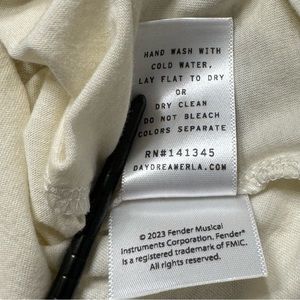 HAND WASH WITH
COLD WATER,
LAY FLAT TO DRY
OR
DRY CLEAN
DO NOT BLEACH
COLORS SEPARATE
RN#141345
DAYDREAMERLA.COM
© 2023 Fender Musical
Instruments Corporation. Fender®
is a registered trademark of FMIC.
All rights reserved.